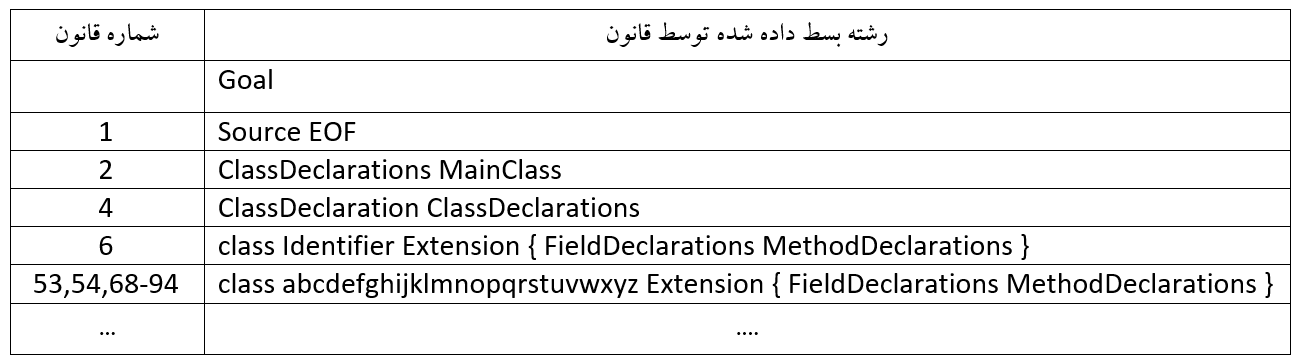 شماره قانون	رشته بسط داده شده توسط قانون
Goal
1	Source EOF
2	ClassDeclarations MainClass
4	ClassDeclaration ClassDeclarations
6	class Identifier Extension { FieldDeclarations MethodDeclarations }
53,54,68-94	class abcdefghijklmnopqrstuvwxyz Extension { FieldDeclarations MethodDeclarations }
...	....